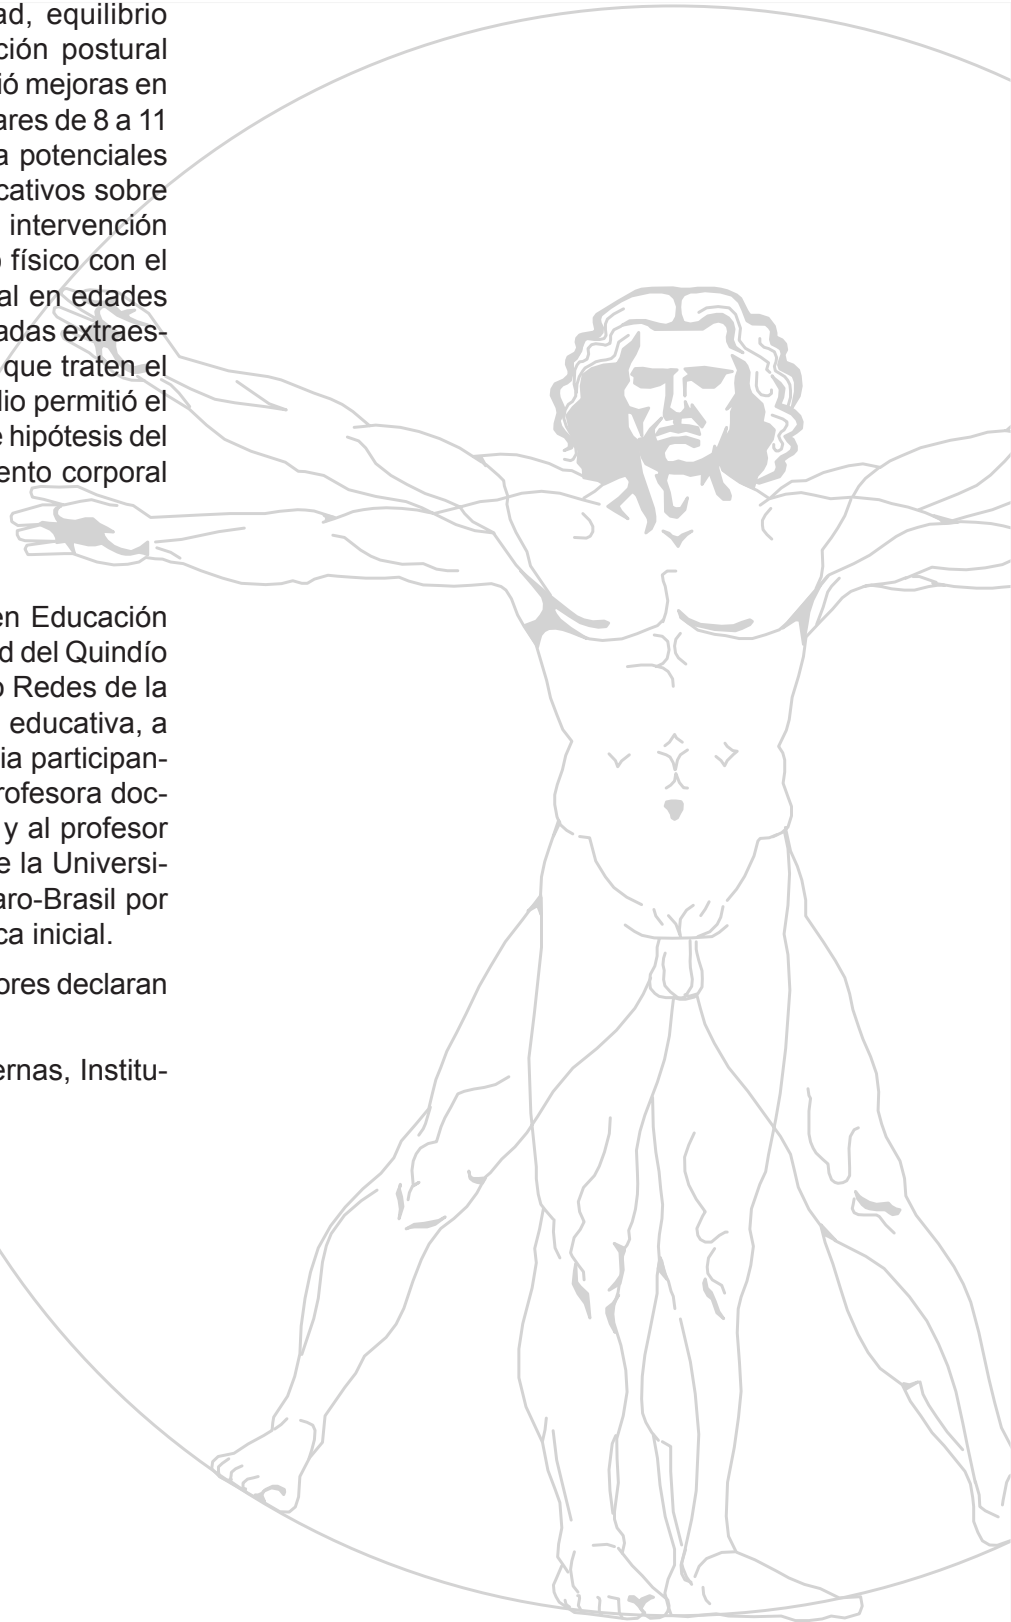 ad, equilibrio
ción postural
ió mejoras en
ares de 8 a 11
a potenciales
cativos sobre
intervención
o físico con el
al en edades
adas extraes-
que traten el
lio permitió el
e hipótesis del
ento corporal
en Educación
d del Quindío
o Redes de la
educativa, a
ia participan-
rofesora doc-
y al profesor
e la Universi-
aro-Brasil por
ca inicial.
ores declaran
ernas, Institu-